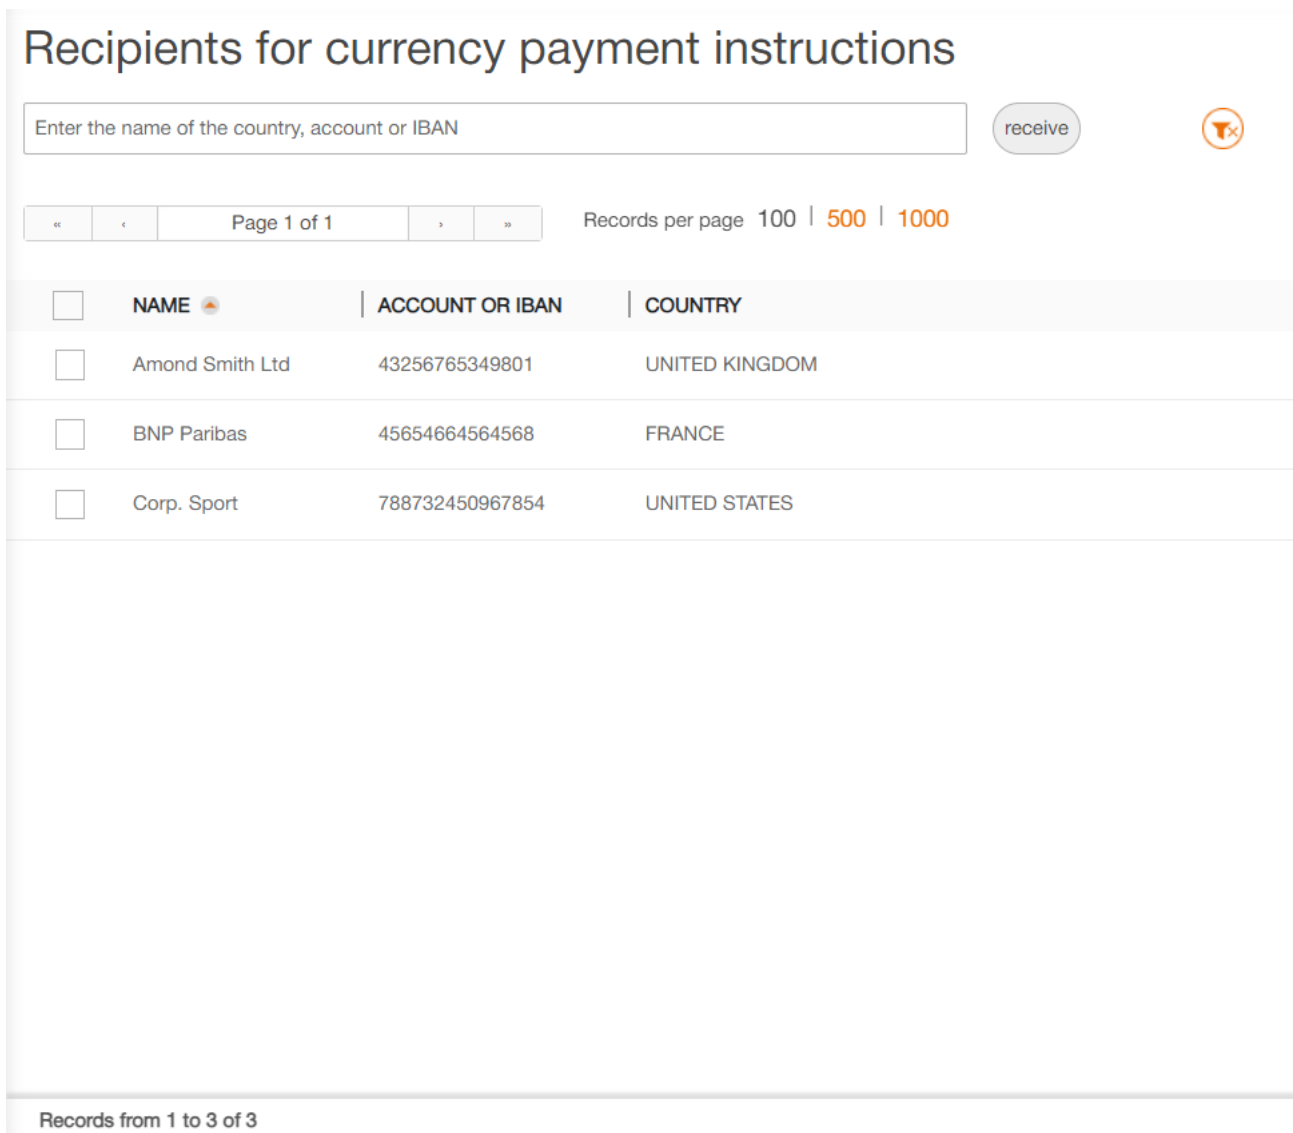 Recipients for currency payment instructions
Enter the name of the country, account or IBAN receive
« ‹ Page 1 of 1 › » Records per page 100 | 500 | 1000
NAME ACCOUNT OR IBAN COUNTRY
Amond Smith Ltd 43256765349801 UNITED KINGDOM
BNP Paribas 45654664564568 FRANCE
Corp. Sport 788732450967854 UNITED STATES
Records from 1 to 3 of 3